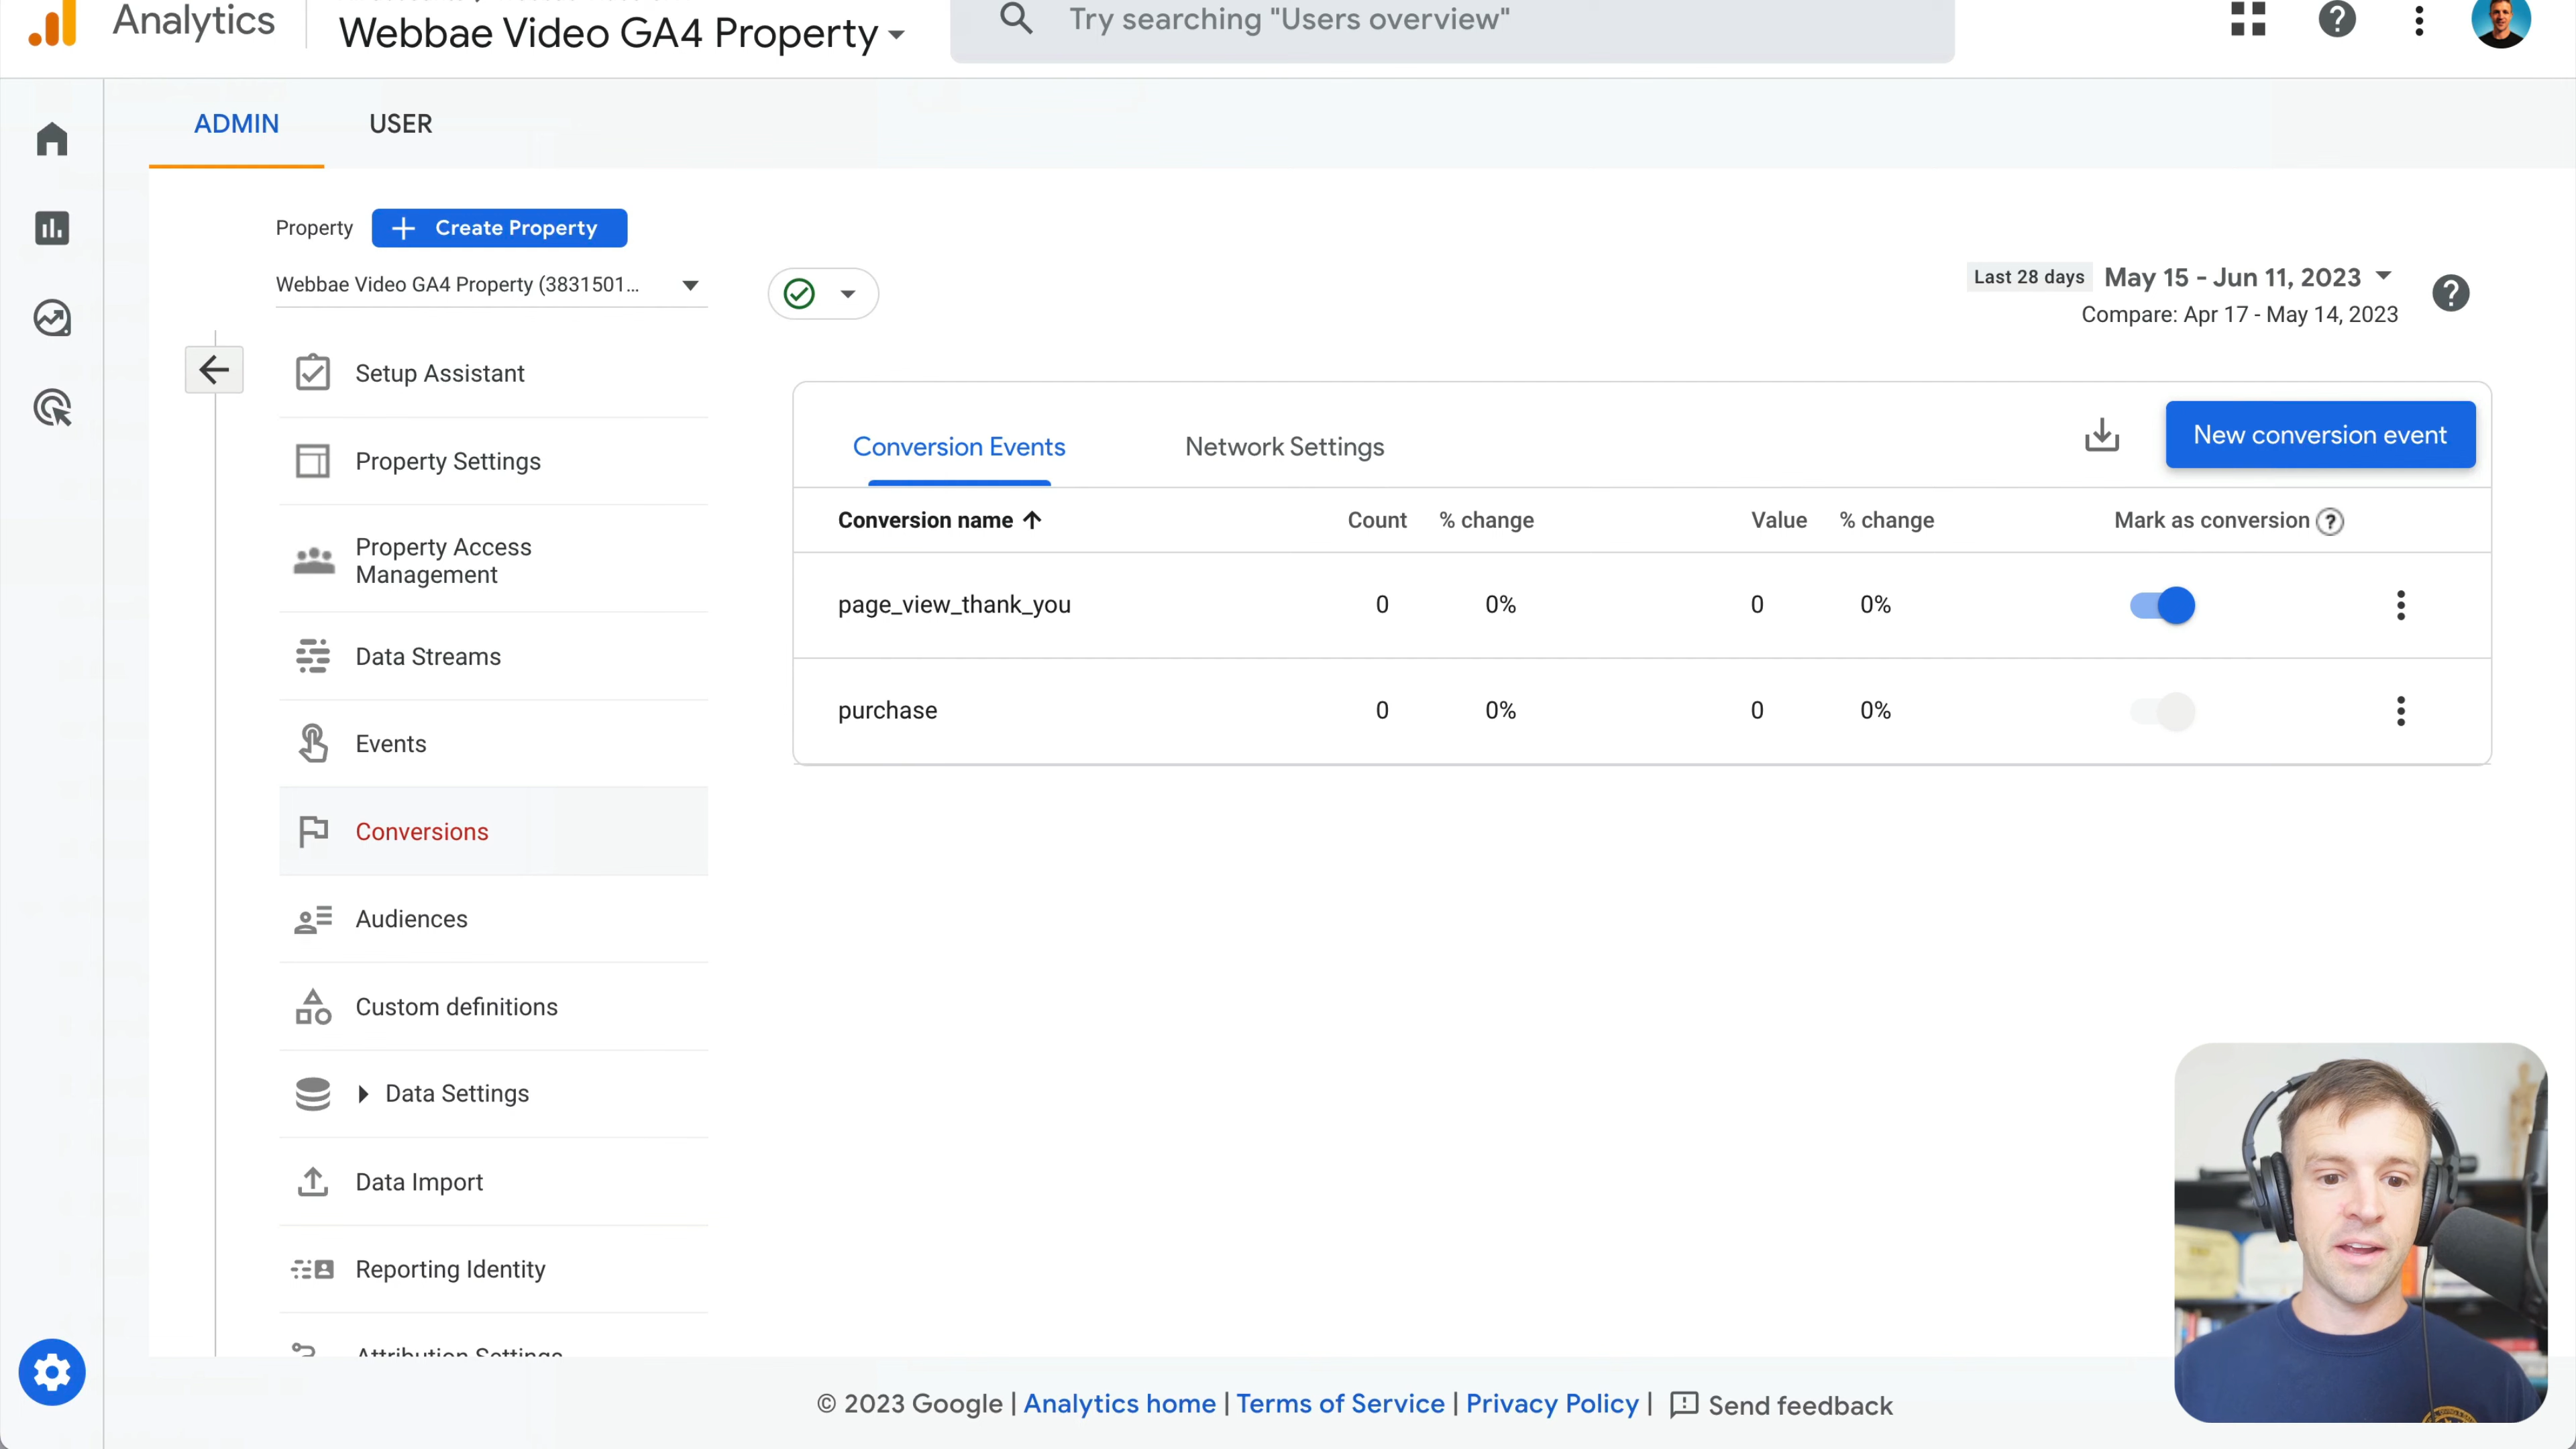 Analytics
Webbae Video GA4 Property
Try searching "Users overview"
ADMIN
USER
Property
Create Property
Webbae Video GA4 Property (3831501...
Last 28 days
May 15 - Jun 11, 2023
Compare: Apr 17 - May 14, 2023
Setup Assistant
Property Settings
Property Access
Management
Data Streams
Events
Conversions
Audiences
Custom definitions
Data Settings
Data Import
Reporting Identity
Attribution Settings
Conversion Events
Network Settings
New conversion event
Conversion name Count % change Value % change Mark as conversion
page_view_thank_you 0 0% 0 0%
purchase 0 0% 0 0%
© 2023 Google | Analytics home | Terms of Service | Privacy Policy | Send feedback